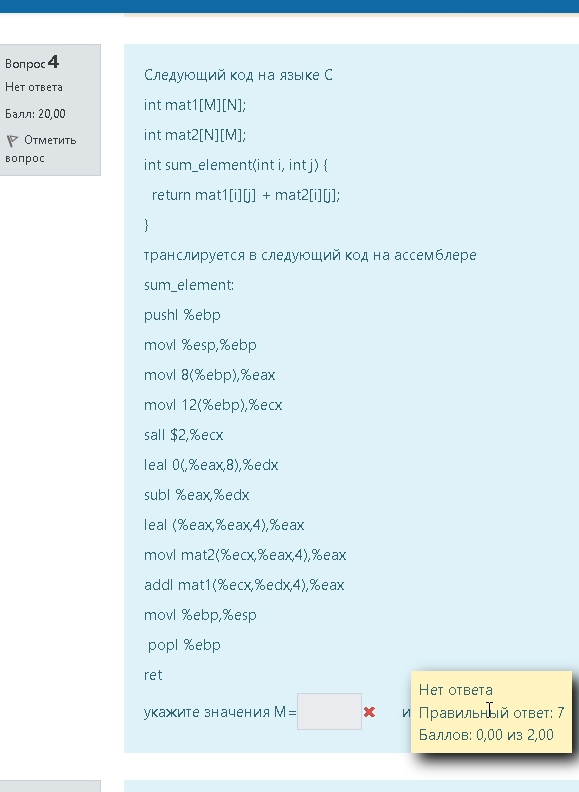 Вопрос 4
Нет ответа
Балл: 20,00
Отметить
вопрос
Следующий код на языке C
int mat1[M][N];
int mat2[N][M];
int sum_element(int i, int j) {
return mat1[i][j] + mat2[i][j];
}
транслируется в следующий код на ассемблере
sum_element:
pushl %ebp
movl %esp,%ebp
movl 8(%ebp),%eax
movl 12(%ebp),%ecx
sall $2,%ecx
leal 0(,%eax,8),%edx
subl %eax,%edx
leal (%eax,%eax,4),%eax
movl mat2(%ecx,%eax,4),%eax
addl mat1(%ecx,%edx,4),%eax
movl %ebp,%esp
popl %ebp
ret
укажите значения M= и
Нет ответа
Правильный ответ: 7
Баллов: 0,00 из 2,00